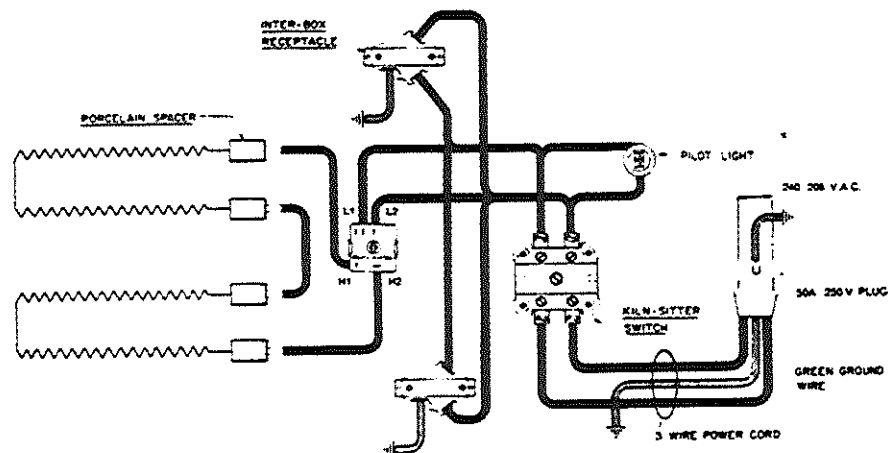 INTER-BOX
RECEPTACLE
PORCELAIN SPACER
PILOT LIGHT
240 208 V.A.C.
L1 L2
H1 H2
50A 250V PLUG
KILN-SITTER
SWITCH
GREEN GROUND
WIRE
3 WIRE POWER CORD